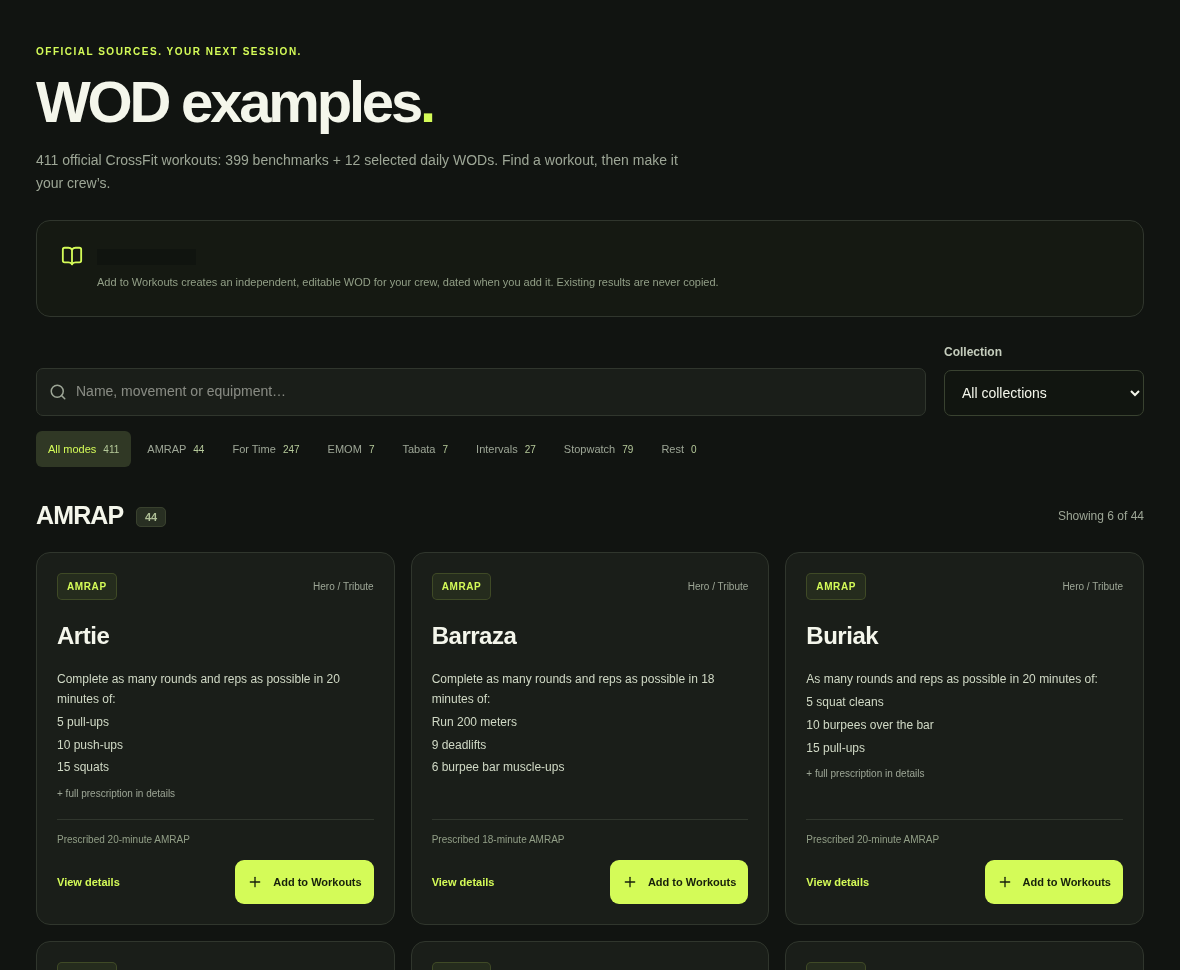 OFFICIAL SOURCES. YOUR NEXT SESSION.
WOD examples.
411 official CrossFit workouts: 399 benchmarks + 12 selected daily WODs. Find a workout, then make it
your crew's.
Add to Workouts creates an independent, editable WOD for your crew, dated when you add it. Existing results are never copied.
Collection
Name, movement or equipment…
All collections
All modes 411 AMRAP 44 For Time 247 EMOM 7 Tabata 7 Intervals 27 Stopwatch 79 Rest 0
AMRAP 44
Showing 6 of 44
AMRAP
Hero / Tribute
Artie
Complete as many rounds and reps as possible in 20
minutes of:
5 pull-ups
10 push-ups
15 squats
+ full prescription in details
Prescribed 20-minute AMRAP
View details
Add to Workouts
AMRAP
Hero / Tribute
Barraza
Complete as many rounds and reps as possible in 18
minutes of:
Run 200 meters
9 deadlifts
6 burpee bar muscle-ups
Prescribed 18-minute AMRAP
View details
Add to Workouts
AMRAP
Hero / Tribute
Buriak
As many rounds and reps as possible in 20 minutes of:
5 squat cleans
10 burpees over the bar
15 pull-ups
+ full prescription in details
Prescribed 20-minute AMRAP
View details
Add to Workouts